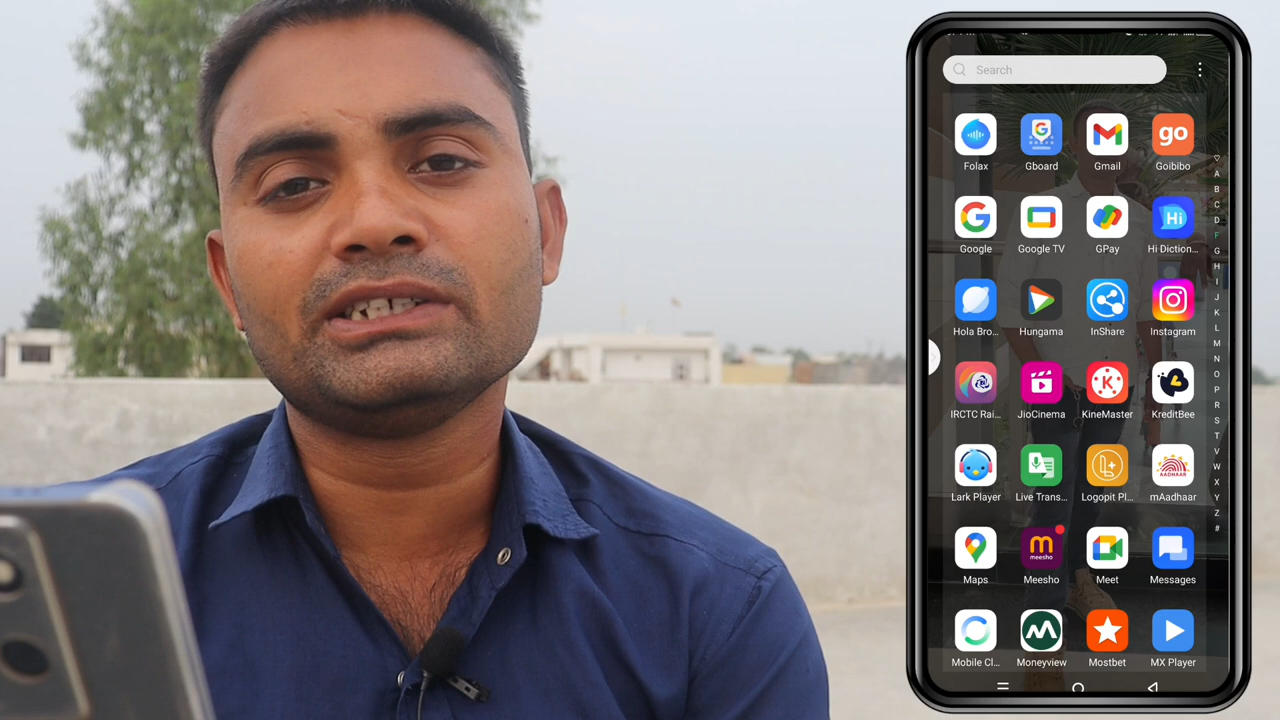 Search
Folax Gboard Gmail Goibibo
go
Google Google TV GPay Hi Diction...
Hi
Hola Bro... Hungama InShare Instagram
IRCTC Rai... JioCinema KineMaster KreditBee
K
Lark Player Live Trans... Logopit Pl... mAadhaar
AADHAAR
Maps Meesho Meet Messages
meesho
Mobile Cl... Moneyview Mostbet MX Player
A
B
C
D
F
G
H
I
J
K
L
M
N
O
P
R
S
T
V
W
X
Y
Z
#